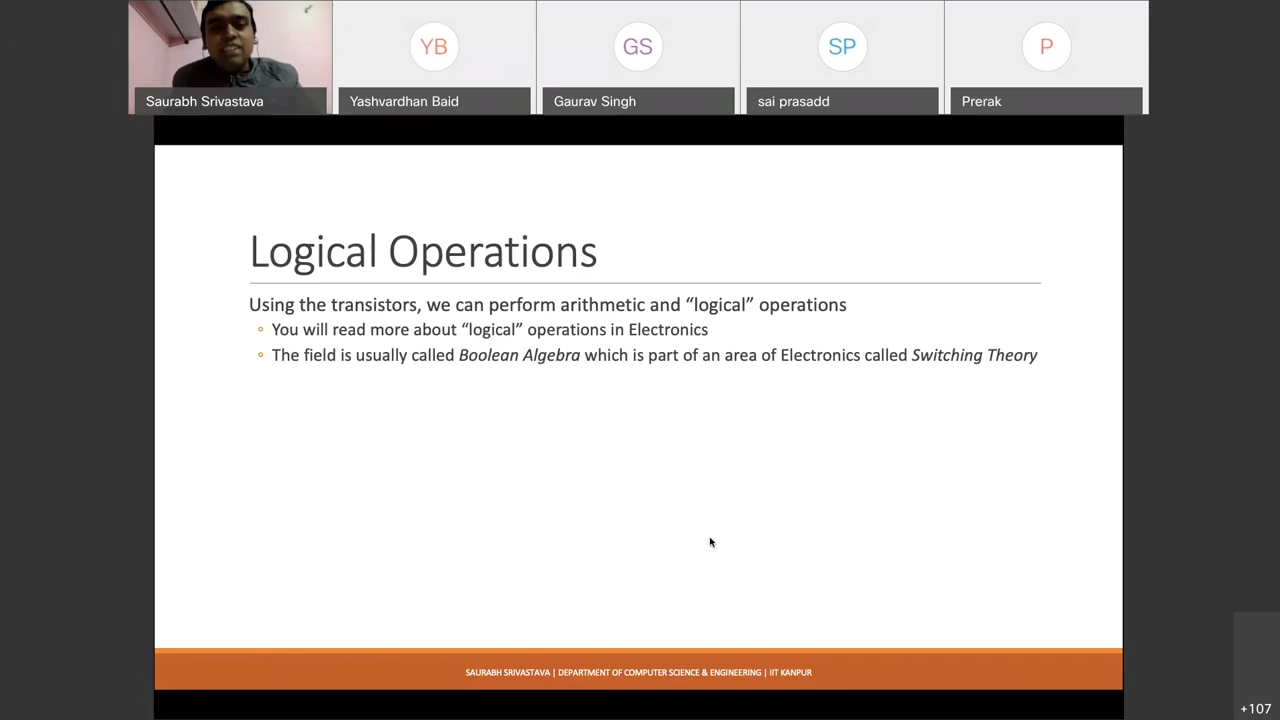 YB
GS
SP
P
Saurabh Srivastava
Yashvardhan Baid
Gaurav Singh
sai prasadd
Prerak
Logical Operations
Using the transistors, we can perform arithmetic and “logical” operations
You will read more about “logical” operations in Electronics
The field is usually called Boolean Algebra which is part of an area of Electronics called Switching Theory
SAURABH SRIVASTAVA | DEPARTMENT OF COMPUTER SCIENCE & ENGINEERING | IIT KANPUR
+107